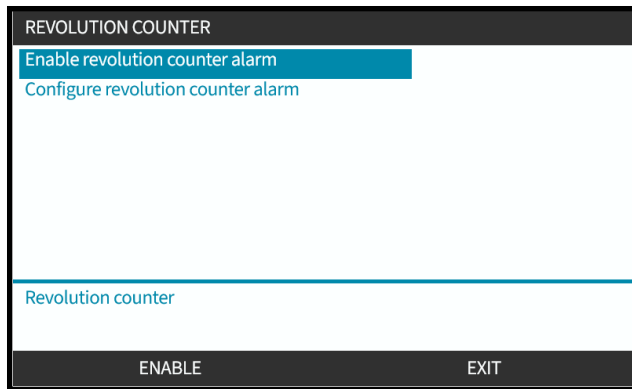 REVOLUTION COUNTER
Enable revolution counter alarm
Configure revolution counter alarm
Revolution counter
ENABLE EXIT